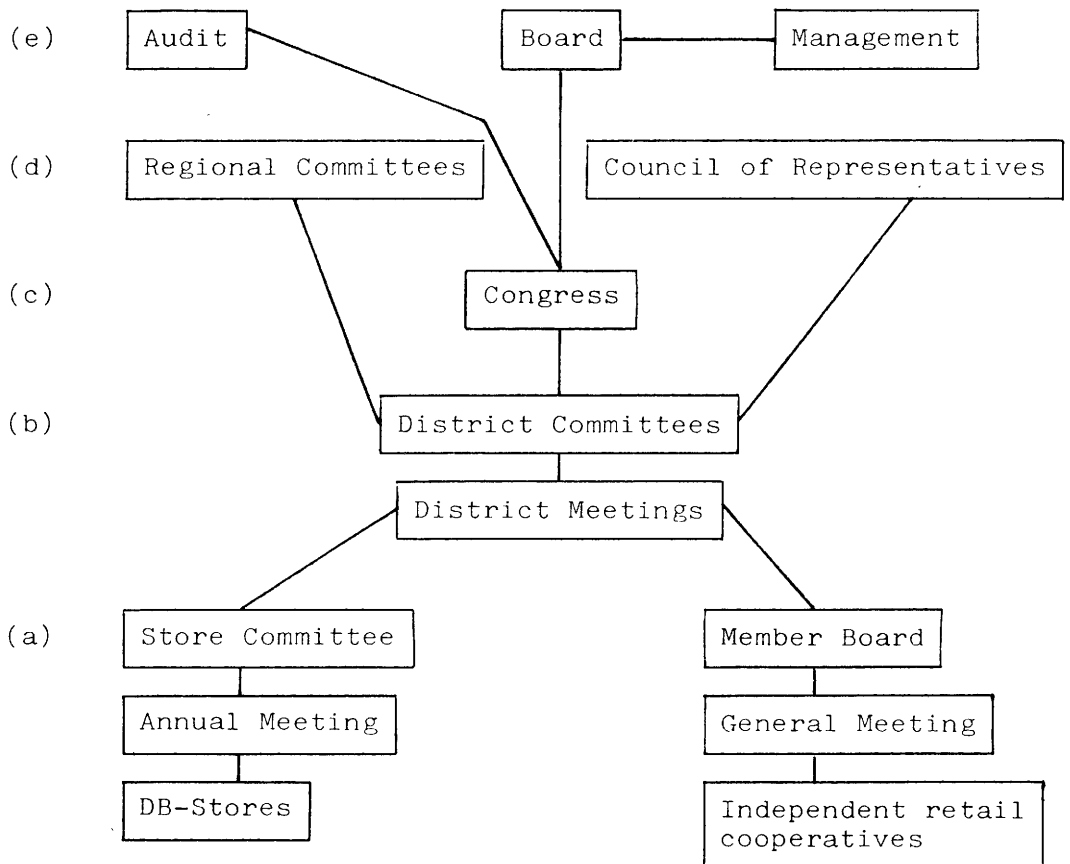 (e) Audit Board Management
(d) Regional Committees Council of Representatives
(c) Congress
(b) District Committees
District Meetings
(a) Store Committee Member Board
Annual Meeting General Meeting
DB-Stores Independent retail
cooperatives